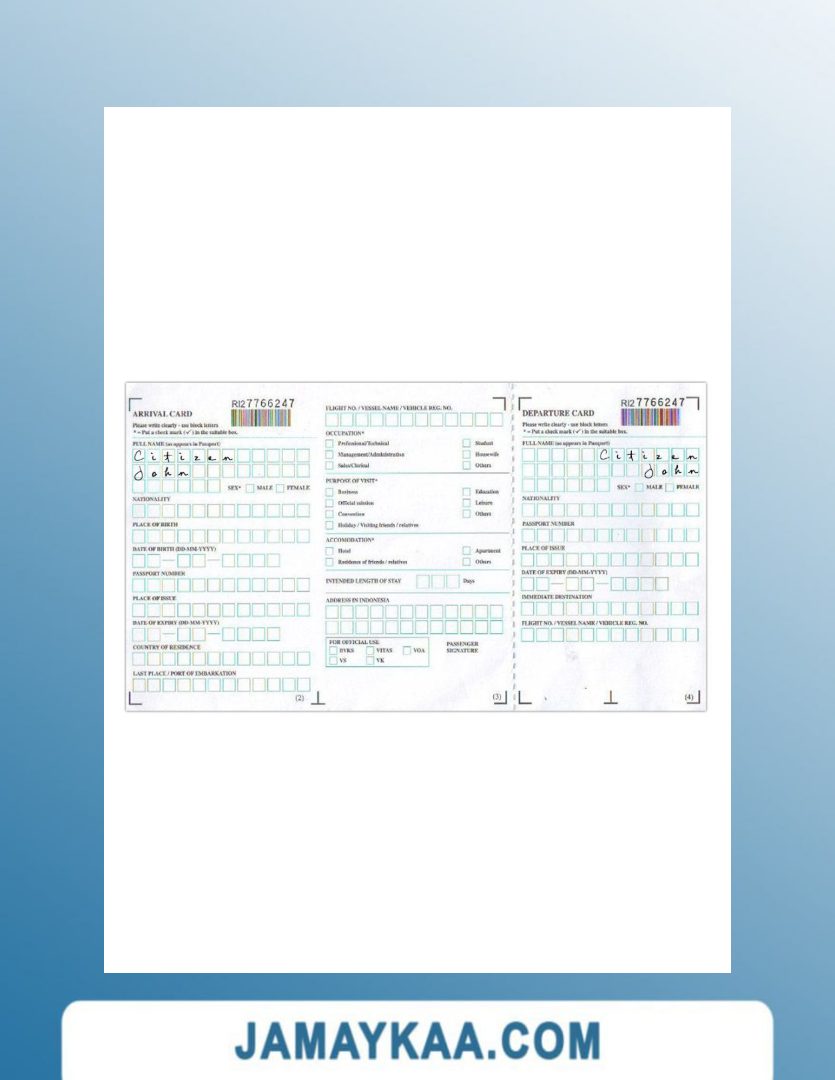 ARRIVAL CARD
RI27766247
Please write clearly - use block letters
* = Put a check mark (✓) in the suitable box.
FULL NAME (as appears in Passport)
Citizen
John
SEX* MALE FEMALE
NATIONALITY
PLACE OF BIRTH
DATE OF BIRTH (DD-MM-YYYY)
PASSPORT NUMBER
PLACE OF ISSUE
DATE OF EXPIRY (DD-MM-YYYY)
COUNTRY OF RESIDENCE
LAST PLACE / PORT OF EMBARKATION
(2)
FLIGHT NO. / VESSEL NAME / VEHICLE REG. NO.
OCCUPATION*
Professional/Technical Student
Management/Administration Housewife
Sales/Clerical Others
PURPOSE OF VISIT*
Business Education
Official mission Leisure
Convention Others
Holiday / Visiting friends / relatives
ACCOMODATION*
Hotel Apartment
Residence of friends / relatives Others
INTENDED LENGTH OF STAY Days
ADDRESS IN INDONESIA
FOR OFFICIAL USE
BVKS VITAS VOA
VS VK
PASSENGER
SIGNATURE
(3)
DEPARTURE CARD
RI27766247
Please write clearly - use block letters
* = Put a check mark (✓) in the suitable box.
FULL NAME (as appears in Passport)
Citizen
John
SEX* MALE FEMALE
NATIONALITY
PASSPORT NUMBER
PLACE OF ISSUE
DATE OF EXPIRY (DD-MM-YYYY)
IMMEDIATE DESTINATION
FLIGHT NO. / VESSEL NAME / VEHICLE REG. NO.
(4)
JAMAYKAA.COM